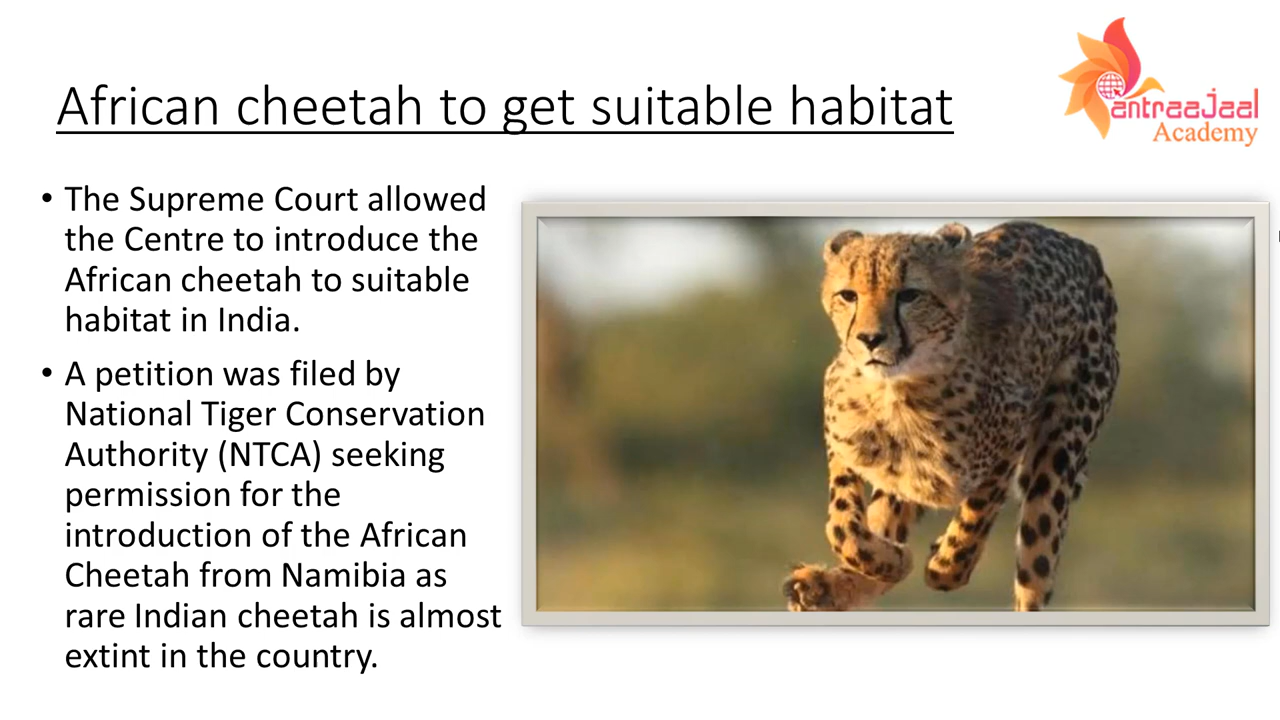 African cheetah to get suitable habitat
antraajaal
Academy
• The Supreme Court allowed
the Centre to introduce the
African cheetah to suitable
habitat in India.
• A petition was filed by
National Tiger Conservation
Authority (NTCA) seeking
permission for the
introduction of the African
Cheetah from Namibia as
rare Indian cheetah is almost
extint in the country.